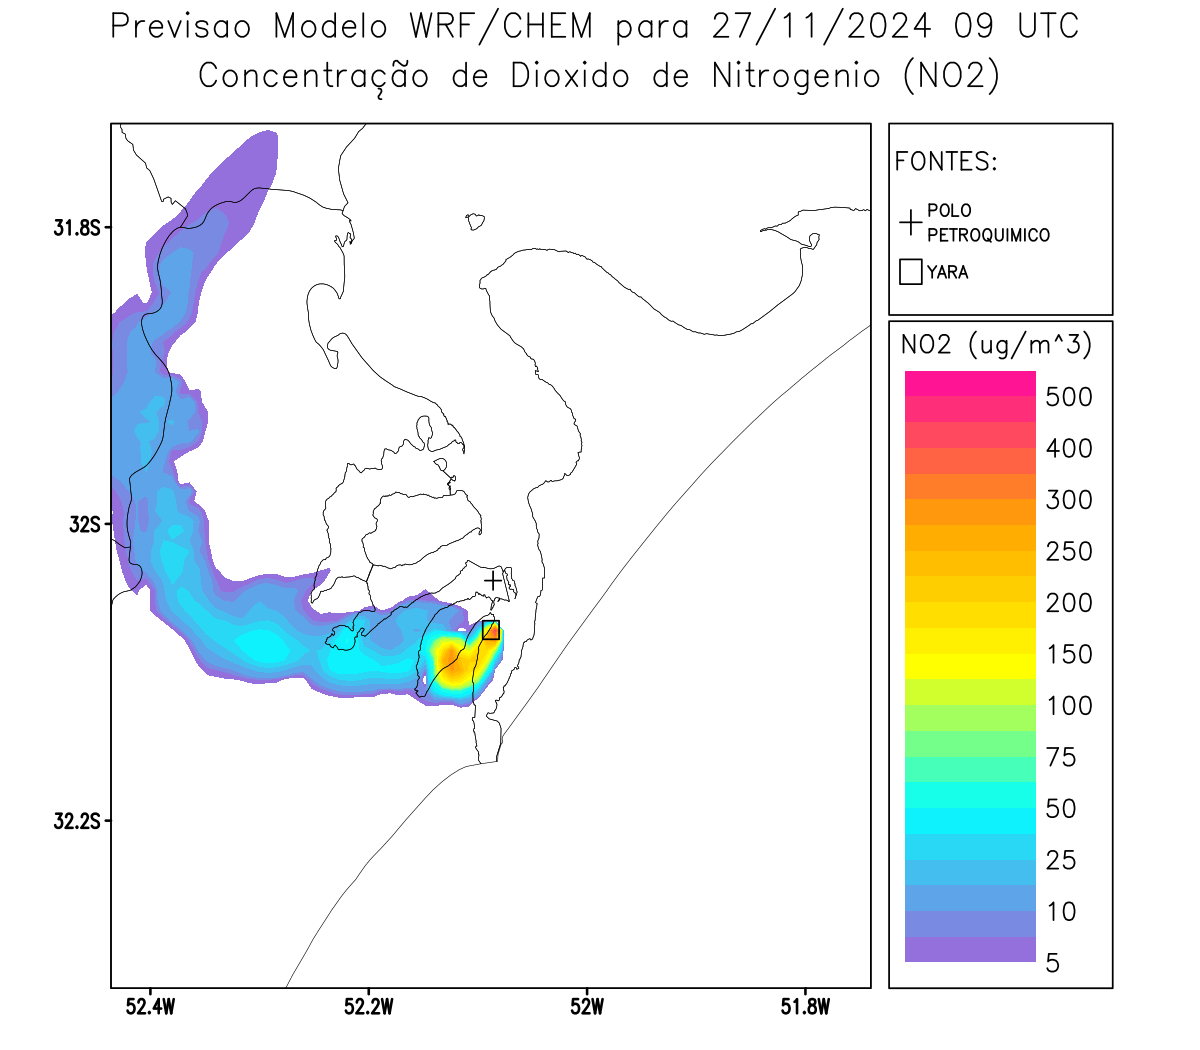 Previsao Modelo WRF/CHEM para 27/11/2024 09 UTC
Concentração de Dioxido de Nitrogenio (NO2)
FONTES:
POLO
PETROQUIMICO
YARA
NO2 (ug/m^3)
500
400
300
250
200
150
100
75
50
25
10
5
31.8S
32S
32.2S
52.4W
52.2W
52W
51.8W